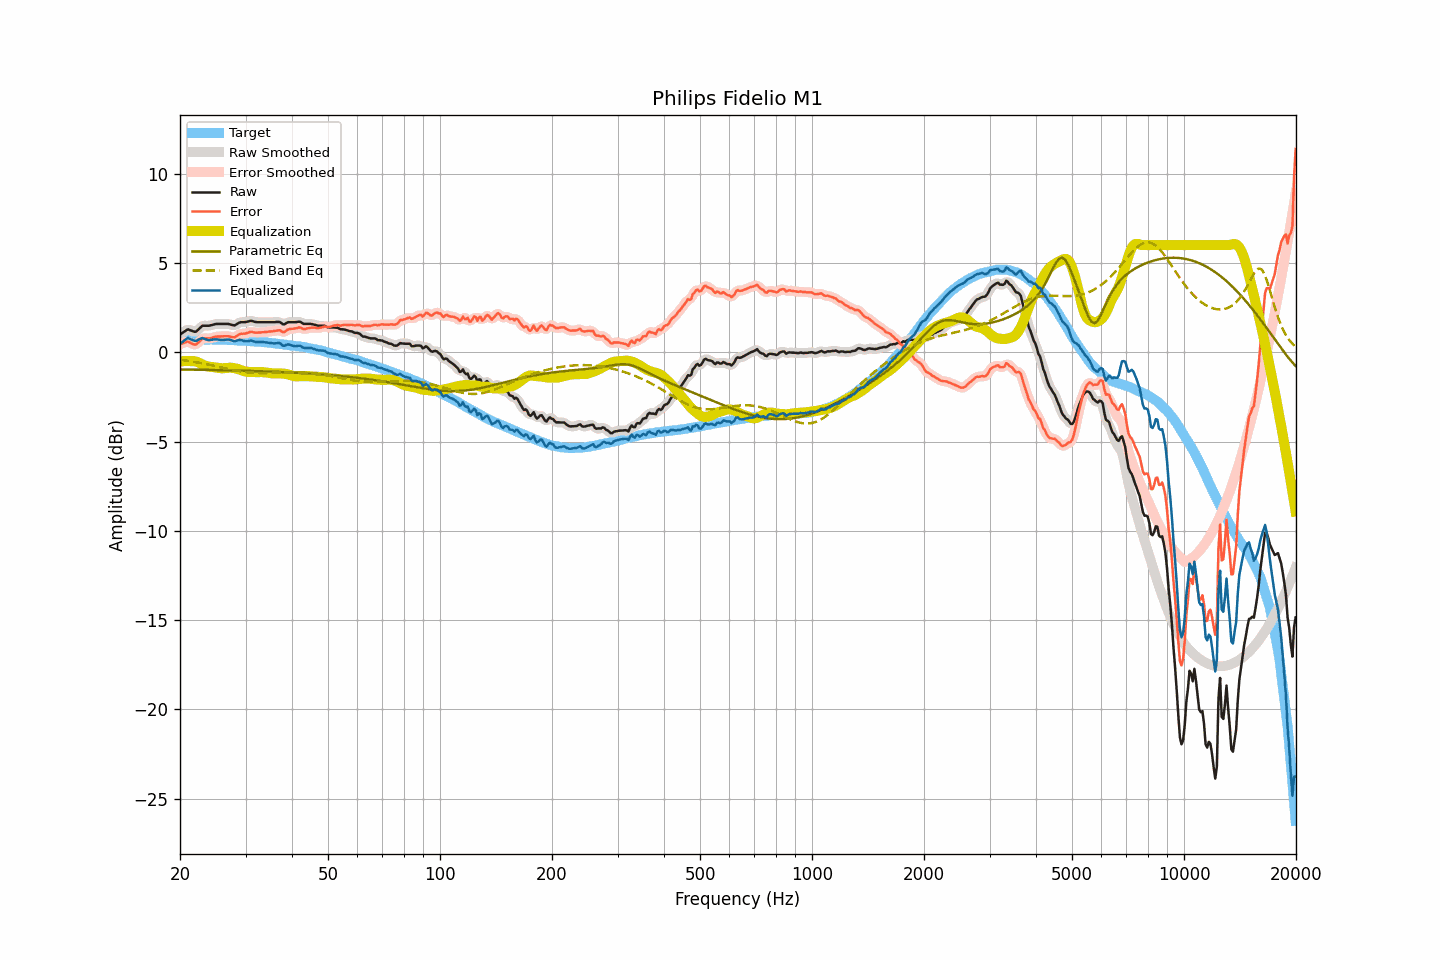 Philips Fidelio M1
Target
Raw Smoothed
Error Smoothed
Raw
Error
Equalization
Parametric Eq
Fixed Band Eq
Equalized
10
5
0
−5
−10
−15
−20
−25
Amplitude (dBr)
20 50 100 200 500 1000 2000 5000 10000 20000
Frequency (Hz)